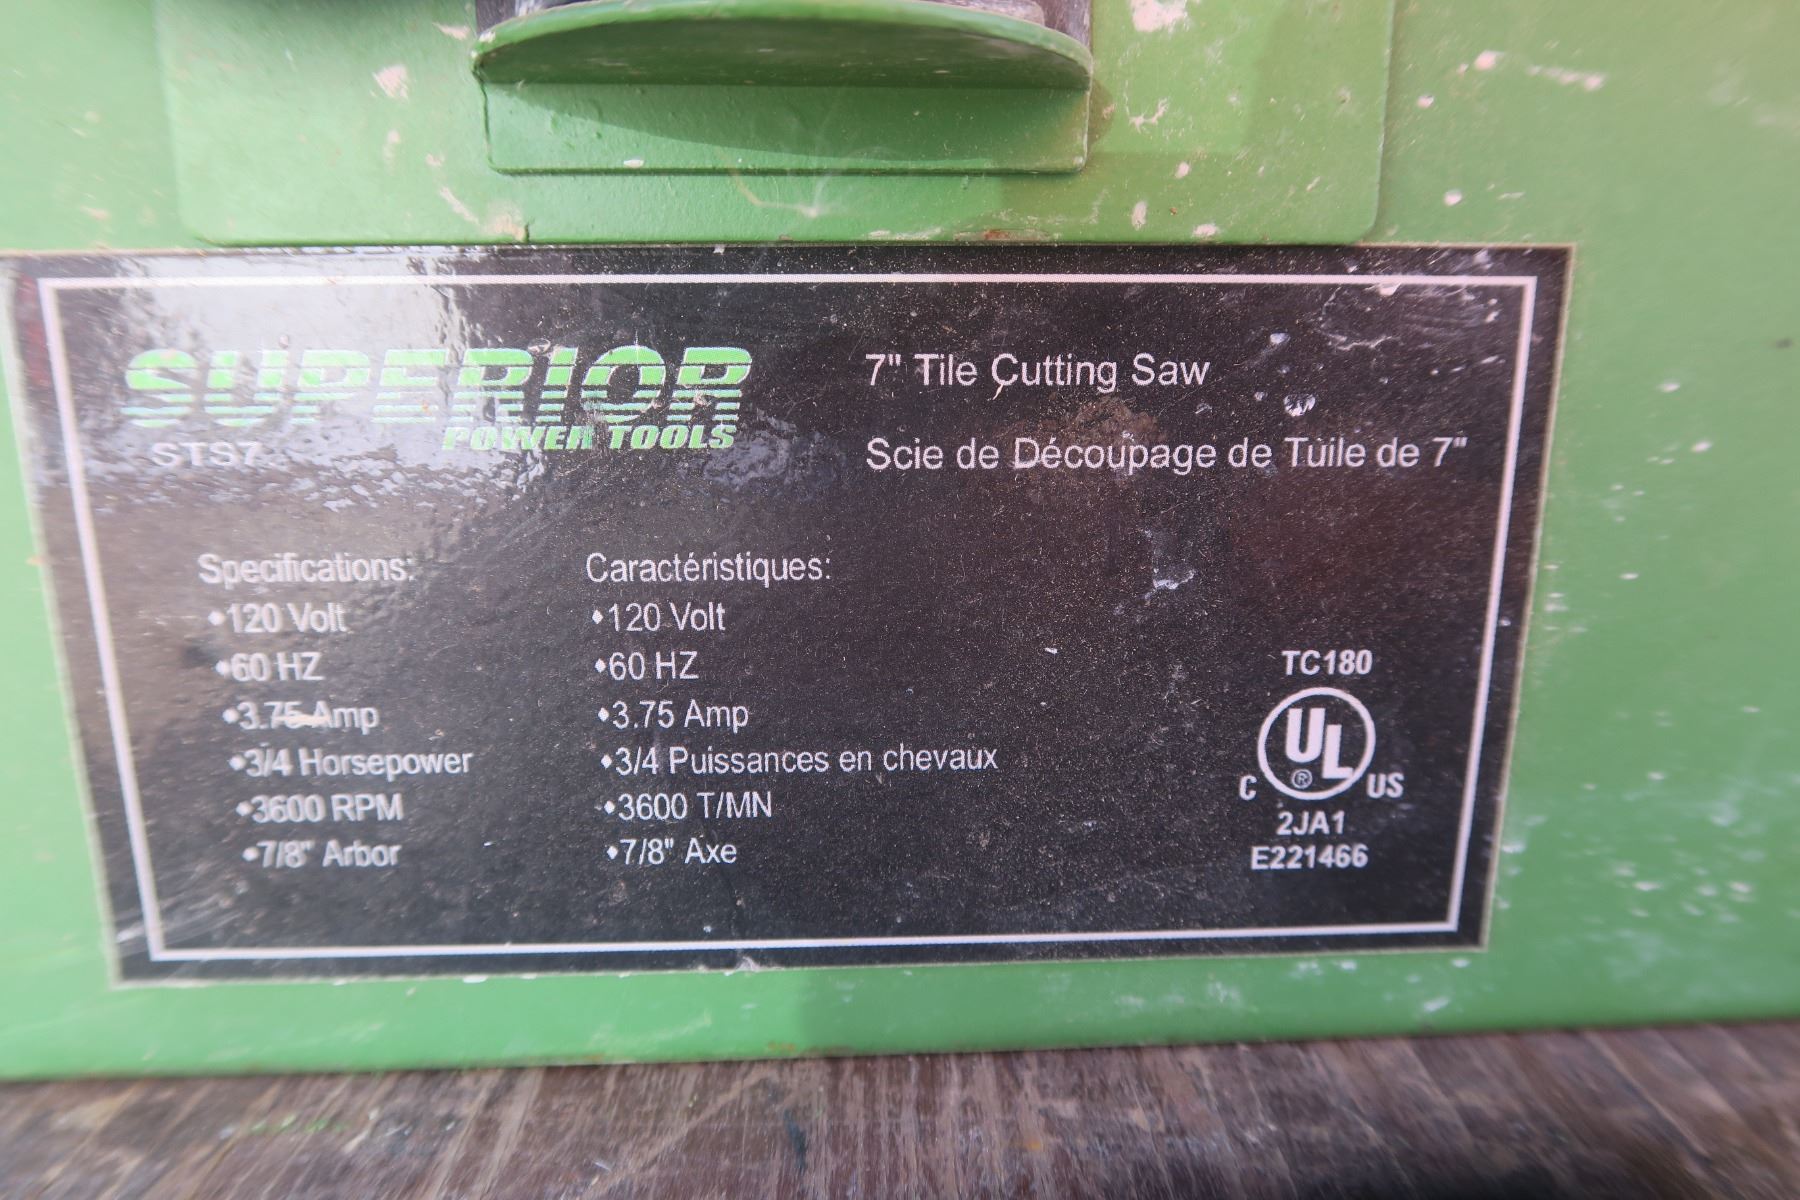 SUPERIOR
POWER TOOLS
STS7
7" Tile Cutting Saw
Scie de Découpage de Tuile de 7"
Specifications:
•120 Volt
•60 HZ
•3.75 Amp
•3/4 Horsepower
•3600 RPM
•7/8" Arbor
Caractéristiques:
•120 Volt
•60 HZ
•3.75 Amp
•3/4 Puissances en chevaux
•3600 T/MN
•7/8" Axe
TC180
C UL ® US
2JA1
E221466